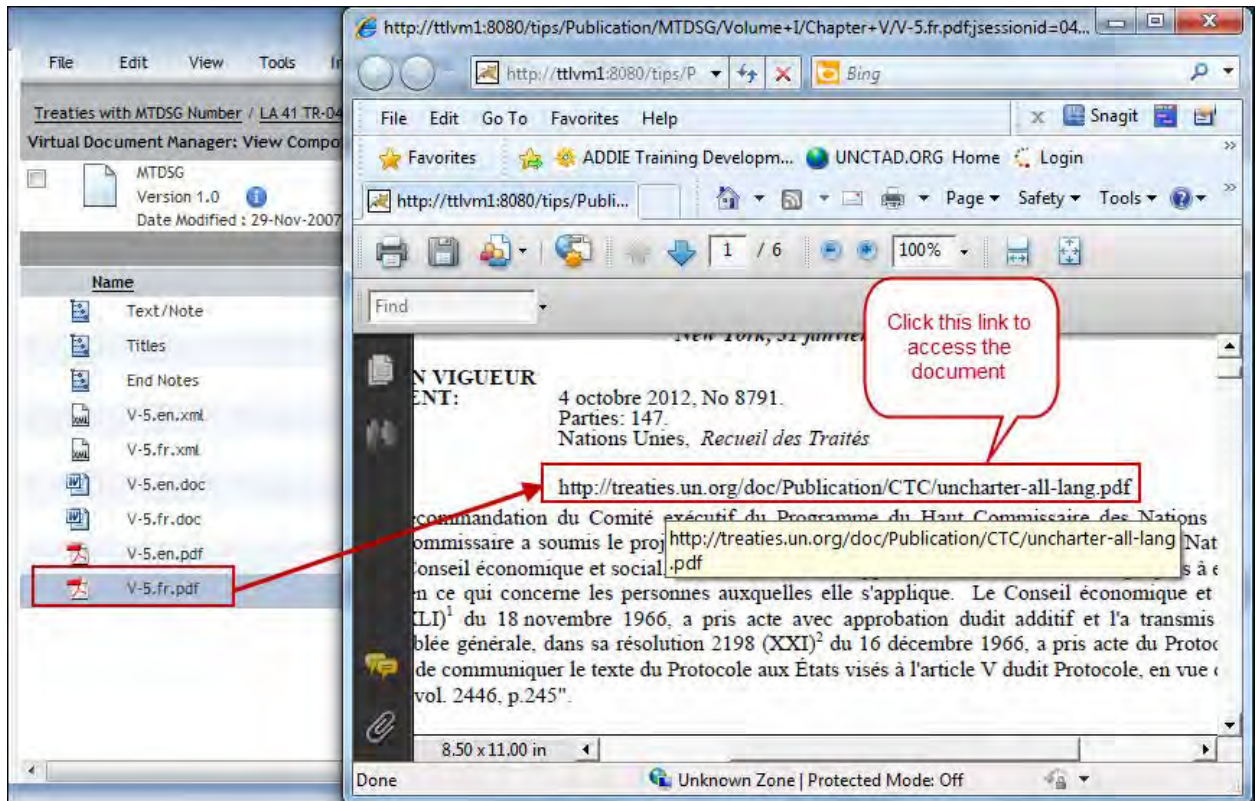 http://ttlvm1:8080/tips/Publication/MTDSG/Volume+I/Chapter+V/V-5.fr.pdf;jsessionid=04...
File Edit View Tools
Treaties with MTDSG Number / LA 41 TR-04
Virtual Document Manager: View Compo
MTDSG
Version 1.0
Date Modified : 29-Nov-2007
Name
Text/Note
Titles
End Notes
V-5.en.xml
V-5.fr.xml
V-5.en.doc
V-5.fr.doc
V-5.en.pdf
V-5.fr.pdf
http://ttlvm1:8080/tips/P Bing
File Edit Go To Favorites Help x Snagit
Favorites ADDIE Training Developm... UNCTAD.ORG Home Login
http://ttlvm1:8080/tips/Publi... Page Safety Tools
1 / 6 100%
Find
Click this link to
access the
document
New York, 31
N VIGUEUR
ENT: 4 octobre 2012, No 8791.
Parties: 147.
Nations Unies, Recueil des Traités
http://treaties.un.org/doc/Publication/CTC/uncharter-all-lang.pdf
ecommandation du Comité exécutif du Programme du Haut Commissaire des Nations
ommissaire a soumis le proj Nat
http://treaties.un.org/doc/Publication/CTC/uncharter-all-lang
.pdf
Conseil économique et social, s à e
en ce qui concerne les personnes auxquelles elle s'applique. Le Conseil économique et
LI)1 du 18 novembre 1966, a pris acte avec approbation dudit additif et l'a transmis
blée générale, dans sa résolution 2198 (XXI)2 du 16 décembre 1966, a pris acte du Protoc
de communiquer le texte du Protocole aux États visés à l'article V dudit Protocole, en vue
vol. 2446, p.245".
8.50 x 11.00 in
Done Unknown Zone | Protected Mode: Off